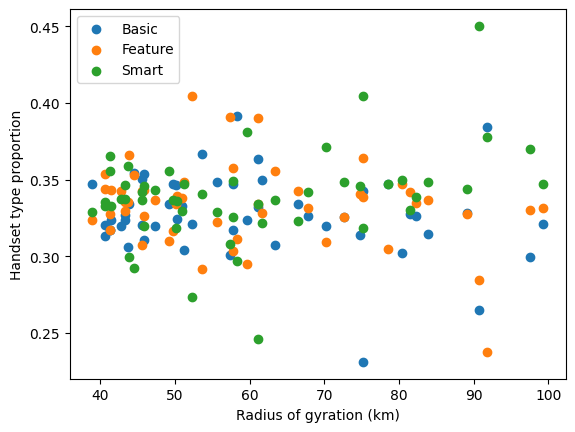 Basic
Feature
Smart
0.45
0.40
0.35
0.30
0.25
Handset type proportion
40 50 60 70 80 90 100
Radius of gyration (km)